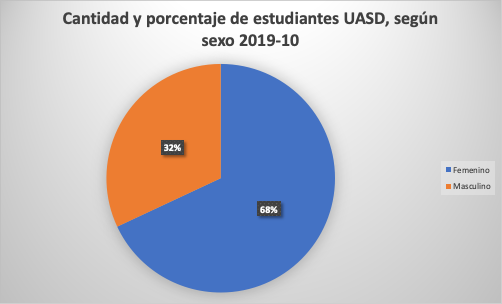 Cantidad y porcentaje de estudiantes UASD, según
sexo 2019-10
32%
68%
Femenino
Masculino